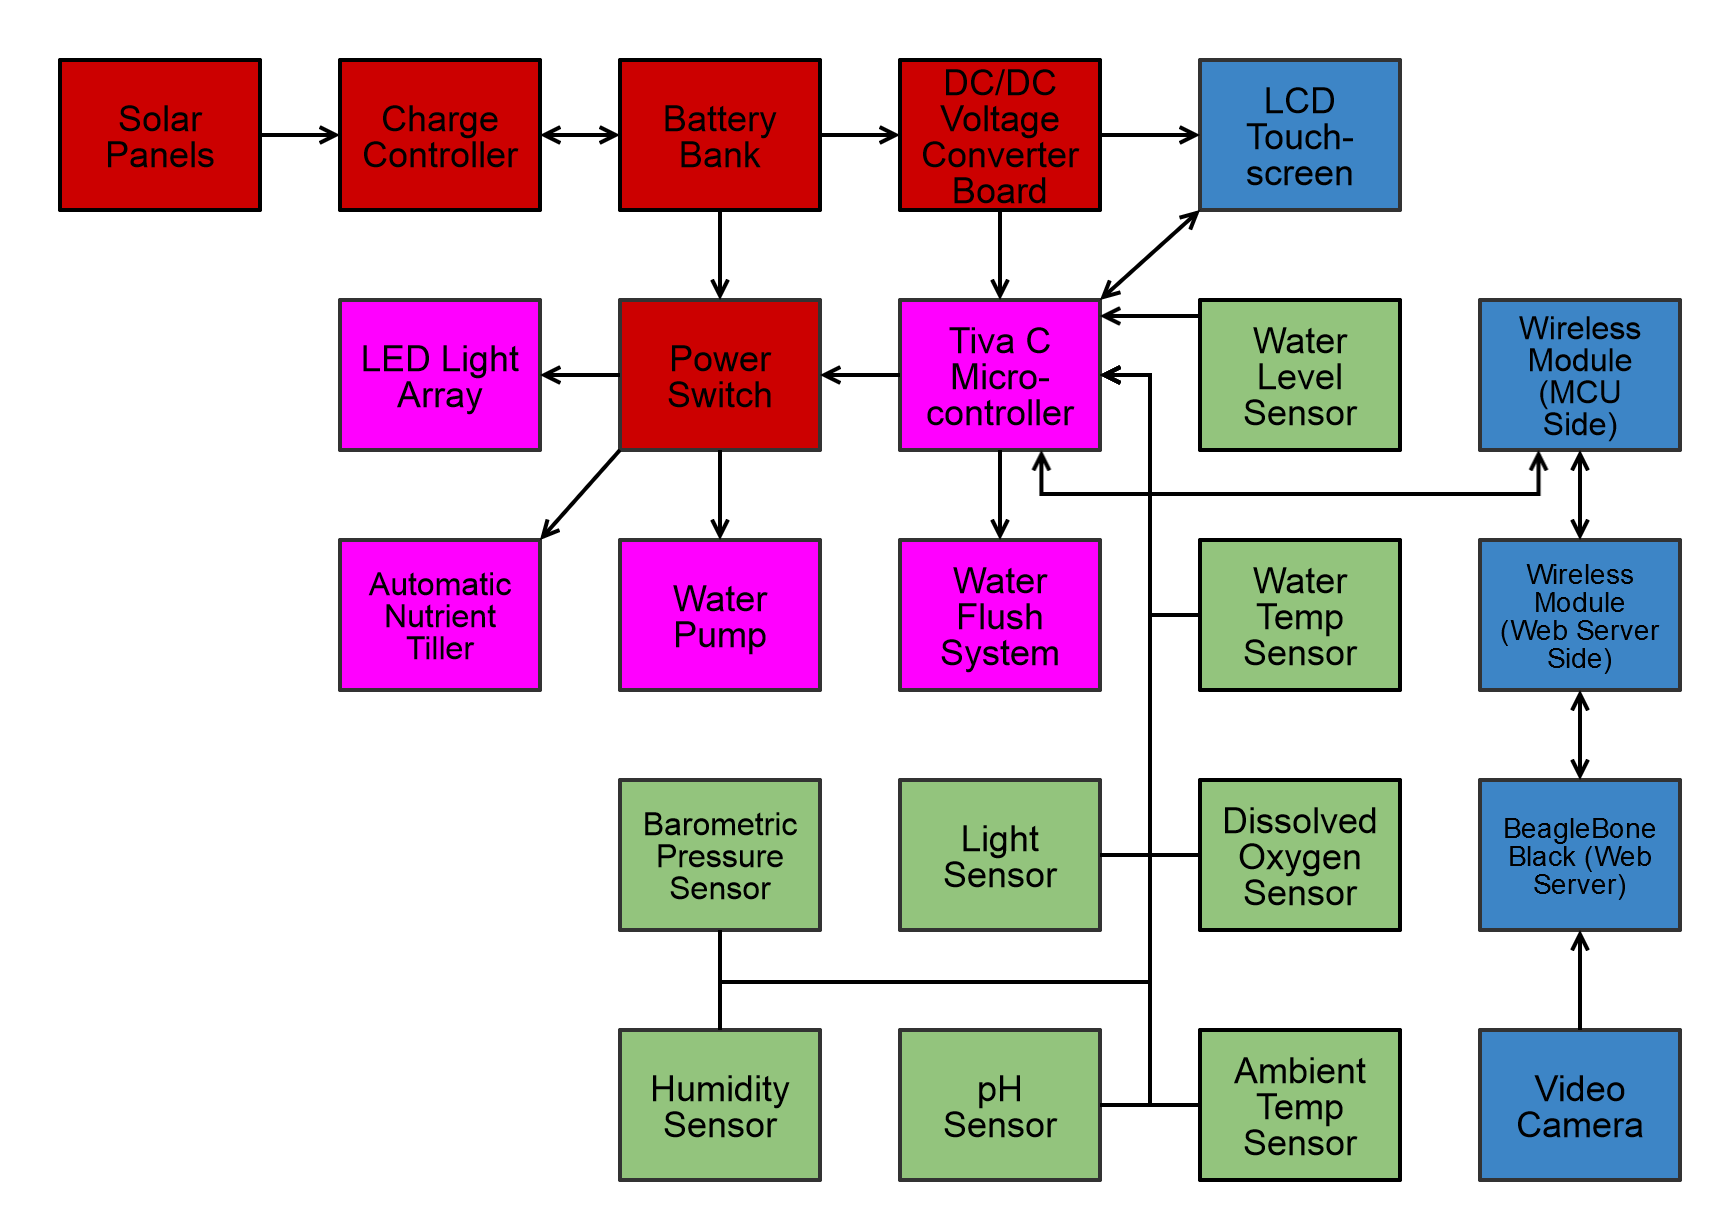 Solar
Panels
Charge
Controller
Battery
Bank
DC/DC
Voltage
Converter
Board
LCD
Touch-
screen
LED Light
Array
Power
Switch
Tiva C
Micro-
controller
Water
Level
Sensor
Wireless
Module
(MCU
Side)
Automatic
Nutrient
Tiller
Water
Pump
Water
Flush
System
Water
Temp
Sensor
Wireless
Module
(Web Server
Side)
Barometric
Pressure
Sensor
Light
Sensor
Dissolved
Oxygen
Sensor
BeagleBone
Black (Web
Server)
Humidity
Sensor
pH
Sensor
Ambient
Temp
Sensor
Video
Camera